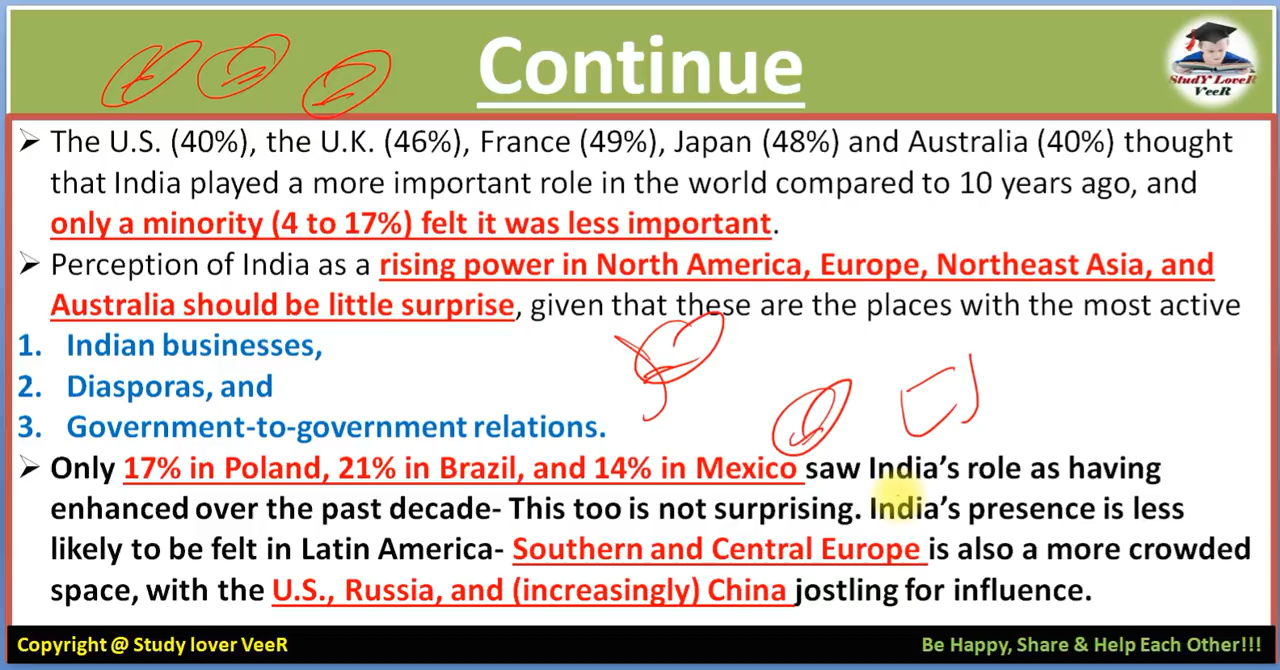 Continue
StudY LoveR
VeeR
➤ The U.S. (40%), the U.K. (46%), France (49%), Japan (48%) and Australia (40%) thought
that India played a more important role in the world compared to 10 years ago, and
only a minority (4 to 17%) felt it was less important.
➤ Perception of India as a rising power in North America, Europe, Northeast Asia, and
Australia should be little surprise, given that these are the places with the most active
1. Indian businesses,
2. Diasporas, and
3. Government-to-government relations.
➤ Only 17% in Poland, 21% in Brazil, and 14% in Mexico saw India’s role as having
enhanced over the past decade- This too is not surprising. India’s presence is less
likely to be felt in Latin America- Southern and Central Europe is also a more crowded
space, with the U.S., Russia, and (increasingly) China jostling for influence.
Copyright @ Study lover VeeR
Be Happy, Share & Help Each Other!!!